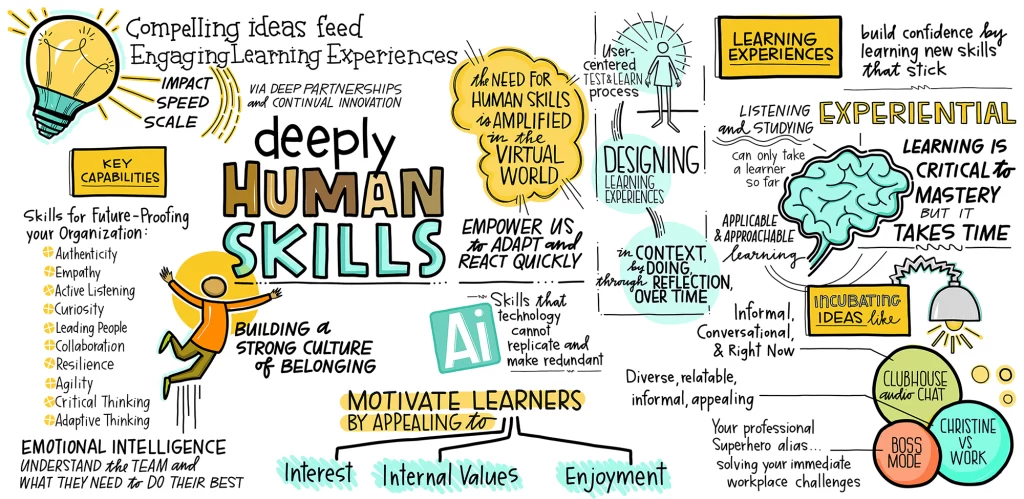 Compelling ideas feed
Engaging Learning Experiences
IMPACT
SPEED
SCALE
VIA DEEP PARTNERSHIPS
and CONTINUAL INNOVATION
deeply
HUMAN
SKILLS
KEY
CAPABILITIES
Skills for Future-Proofing
your Organization:
Authenticity
Empathy
Active Listening
Curiosity
Leading People
Collaboration
Resilience
Agility
Critical Thinking
Adaptive Thinking
EMOTIONAL INTELLIGENCE
UNDERSTAND the TEAM and
WHAT THEY NEED to DO THEIR BEST
BUILDING A
STRONG CULTURE
of BELONGING
the NEED FOR
HUMAN SKILLS
is AMPLIFIED
in the
VIRTUAL
WORLD
EMPOWER US
to ADAPT and
REACT QUICKLY
Ai
Skills that
technology
cannot
replicate and
make redundant
MOTIVATE LEARNERS
BY APPEALING to
Interest
Internal Values
Enjoyment
User-
centered
TEST & LEARN
process
DESIGNING
LEARNING
EXPERIENCES
in CONTEXT,
by DOING,
through REFLECTION,
OVER TIME
LEARNING
EXPERIENCES
build confidence by
learning new skills
that stick
LISTENING
and STUDYING
can only take
a learner
so far
EXPERIENTIAL
LEARNING IS
CRITICAL to
MASTERY
BUT IT
TAKES TIME
APPLICABLE
& APPROACHABLE
learning
INCUBATING
IDEAS like
Informal,
Conversational,
& Right Now
CLUBHOUSE
audio CHAT
Diverse, relatable,
informal, appealing
CHRISTINE
VS
WORK
Your professional
Superhero alias...
solving your immediate
workplace challenges
BOSS
MODE